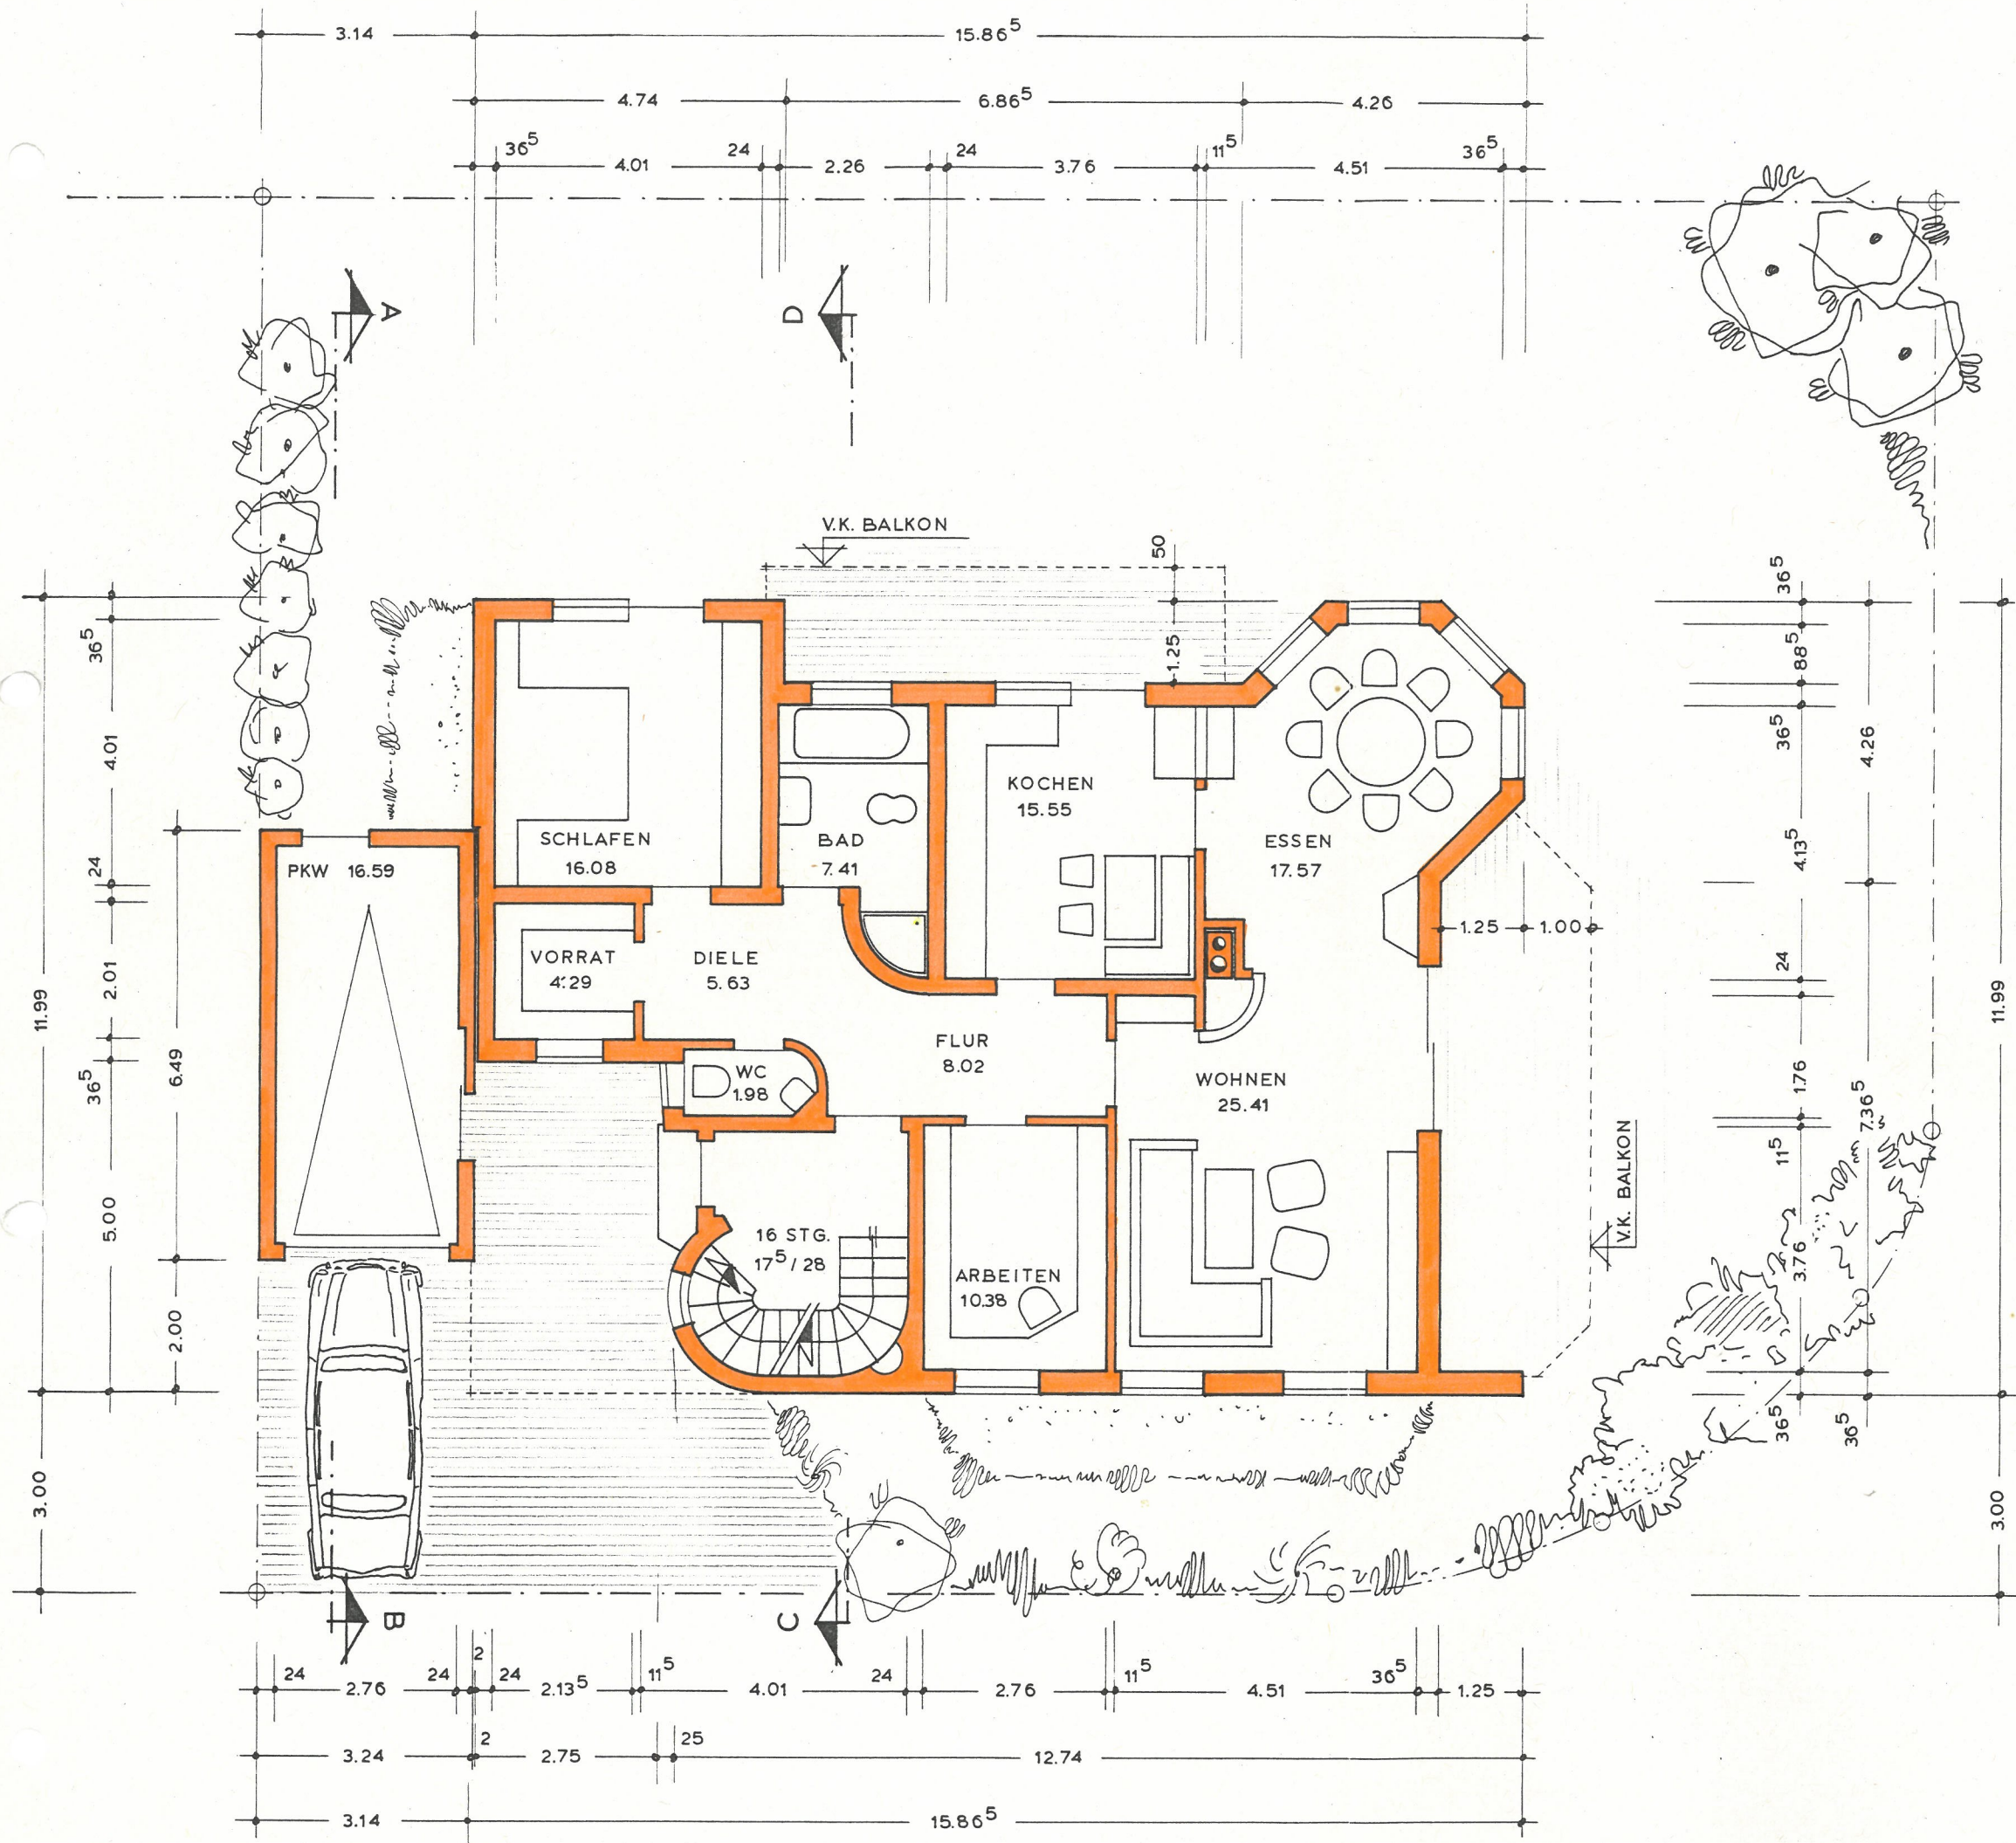 3.14 15.86⁵
4.74 6.86⁵ 4.26
36⁵ 4.01 24 2.26 24 3.76 11⁵ 4.51 36⁵
A
D
V.K. BALKON
50
1.25
SCHLAFEN
16.08
BAD
7.41
KOCHEN
15.55
ESSEN
17.57
PKW 16.59
VORRAT
4.29
DIELE
5.63
FLUR
8.02
WC
1.98
WOHNEN
25.41
16 STG.
17⁵/28
ARBEITEN
10.38
1.25 1.00
V.K. BALKON
11.99
3.00
36⁵
4.01
24
2.01
36⁵
5.00
6.49
2.00
36⁵
88⁵
36⁵
4.13⁵
24
1.76
11⁵
3.76
36⁵
4.26
7.36⁵
36⁵
11.99
3.00
B
C
24 2.76 24 2 24 2.13⁵ 11⁵ 4.01 24 2.76 11⁵ 4.51 36⁵ 1.25
3.24 2 2.75 25 12.74
3.14 15.86⁵